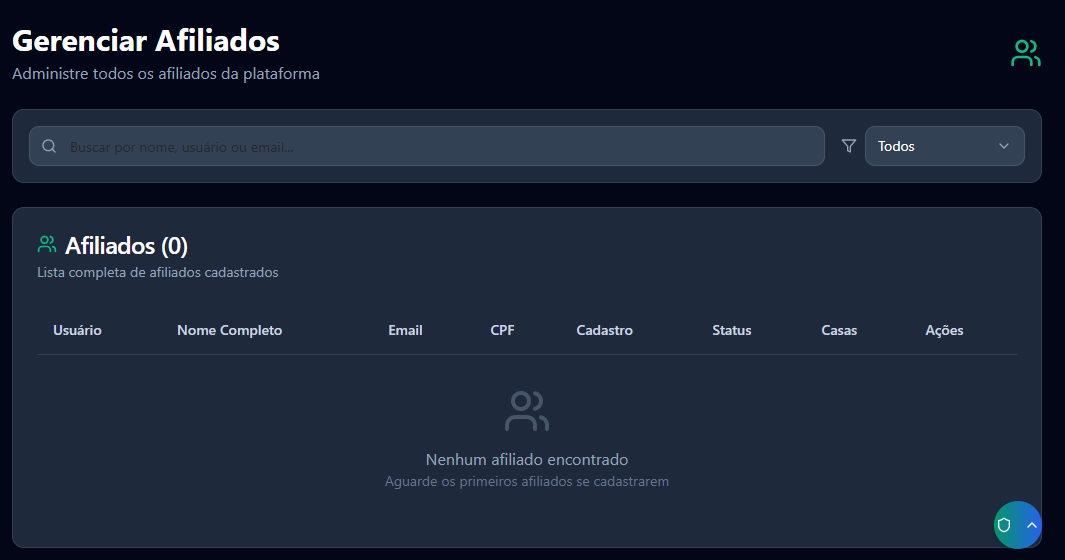 Gerenciar Afiliados
Administre todos os afiliados da plataforma
Buscar por nome, usuário ou email...
Todos
Afiliados (0)
Lista completa de afiliados cadastrados
Usuário Nome Completo Email CPF Cadastro Status Casas Ações
Nenhum afiliado encontrado
Aguarde os primeiros afiliados se cadastrarem